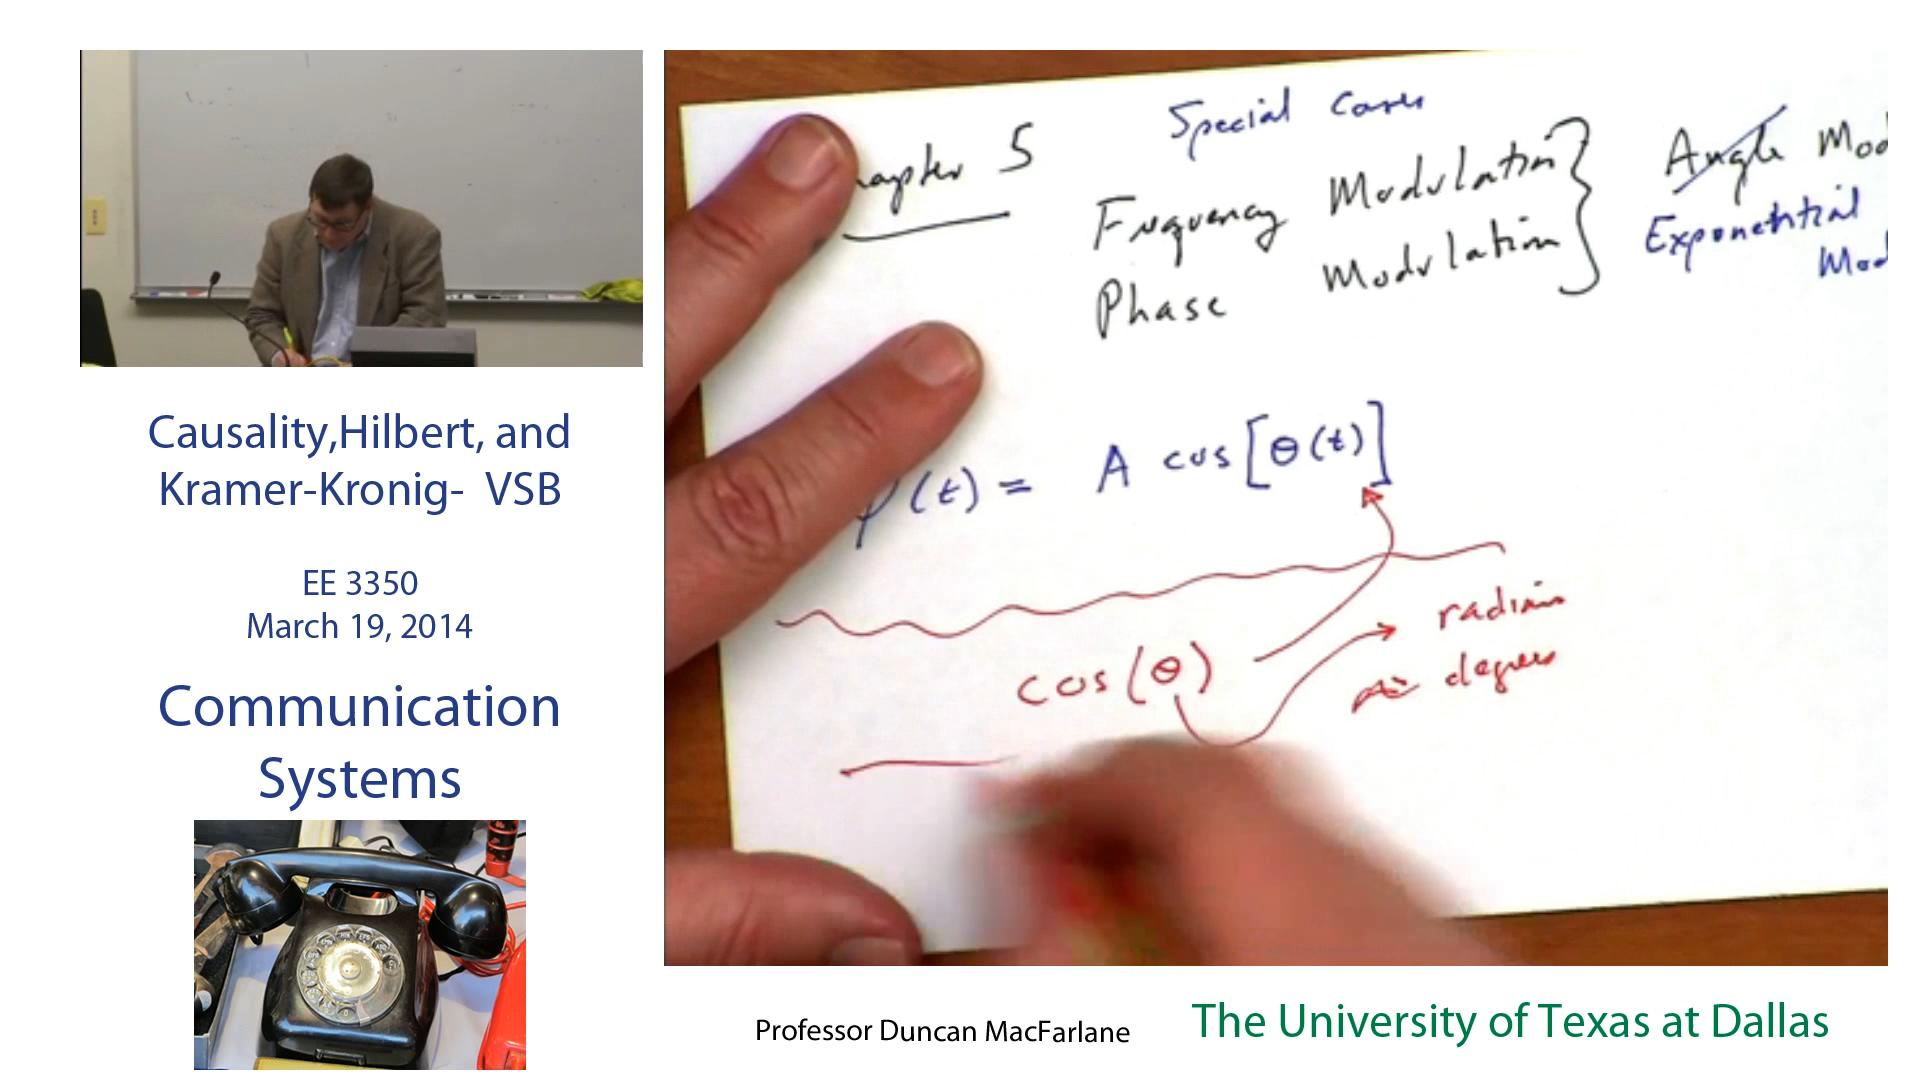 Causality,Hilbert, and
Kramer-Kronig- VSB
EE 3350
March 19, 2014
Communication
Systems
hapter 5
Special Cases
Frequency Modulation
Phase Modulation
Angle Mod
Exponential
Mod
φ(t) = A cos[θ(t)]
cos(θ)
radians
degrees
Professor Duncan MacFarlane
The University of Texas at Dallas